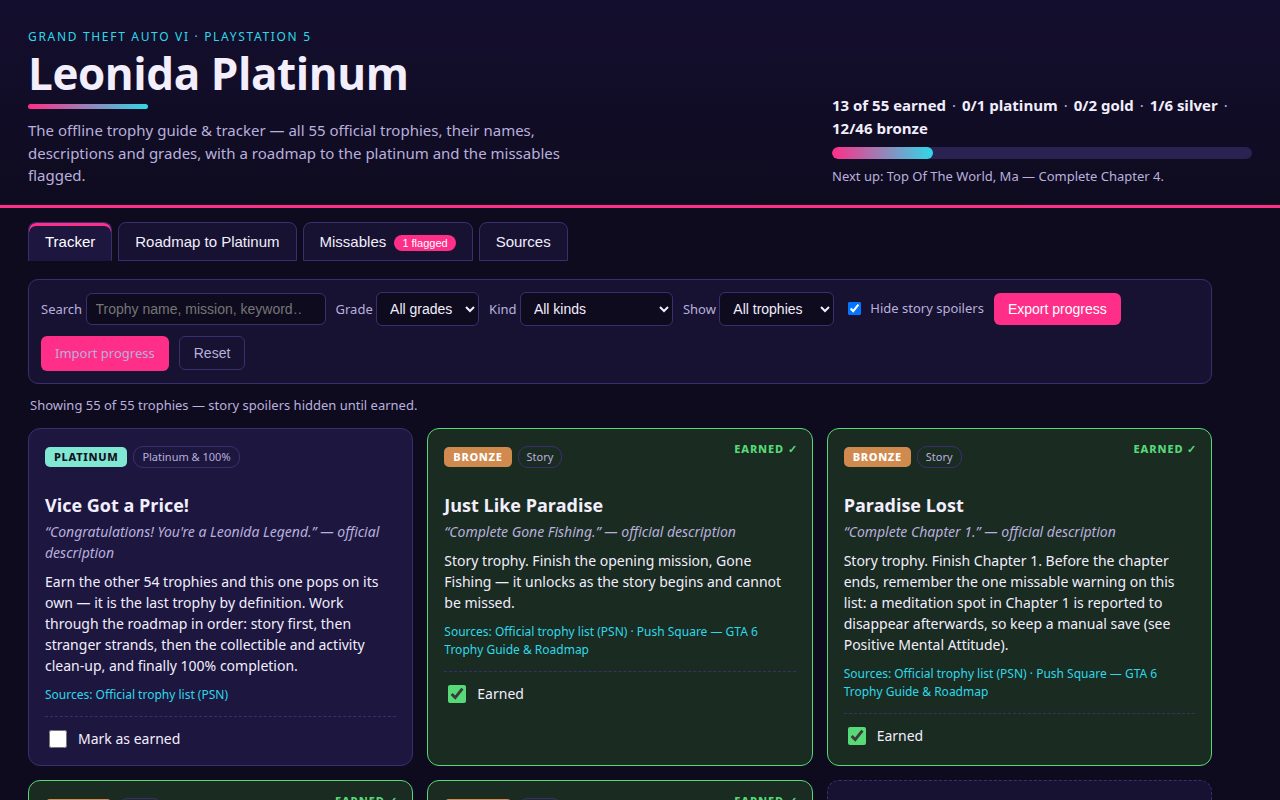 GRAND THEFT AUTO VI · PLAYSTATION 5
Leonida Platinum
The offline trophy guide & tracker — all 55 official trophies, their names,
descriptions and grades, with a roadmap to the platinum and the missables
flagged.
13 of 55 earned · 0/1 platinum · 0/2 gold · 1/6 silver ·
12/46 bronze
Next up: Top Of The World, Ma — Complete Chapter 4.
Tracker
Roadmap to Platinum
Missables 1 flagged
Sources
Search Trophy name, mission, keyword.. Grade All grades Kind All kinds Show All trophies Hide story spoilers Export progress
Import progress Reset
Showing 55 of 55 trophies — story spoilers hidden until earned.
PLATINUM Platinum & 100%
Vice Got a Price!
“Congratulations! You're a Leonida Legend.” — official
description
Earn the other 54 trophies and this one pops on its
own — it is the last trophy by definition. Work
through the roadmap in order: story first, then
stranger strands, then the collectible and activity
clean-up, and finally 100% completion.
Sources: Official trophy list (PSN)
Mark as earned
BRONZE Story EARNED ✓
Just Like Paradise
“Complete Gone Fishing.” — official description
Story trophy. Finish the opening mission, Gone
Fishing — it unlocks as the story begins and cannot
be missed.
Sources: Official trophy list (PSN) · Push Square — GTA 6
Trophy Guide & Roadmap
Earned
BRONZE Story EARNED ✓
Paradise Lost
“Complete Chapter 1.” — official description
Story trophy. Finish Chapter 1. Before the chapter
ends, remember the one missable warning on this
list: a meditation spot in Chapter 1 is reported to
disappear afterwards, so keep a manual save (see
Positive Mental Attitude).
Sources: Official trophy list (PSN) · Push Square — GTA 6
Trophy Guide & Roadmap
Earned